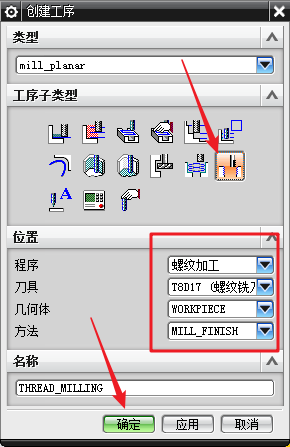 创建工序
类型
mill_planar
工序子类型
位置
程序 螺纹加工
刀具 T8D17 (螺纹铣刀
几何体 WORKPIECE
方法 MILL_FINISH
名称
THREAD_MILLING
确定 应用 取消